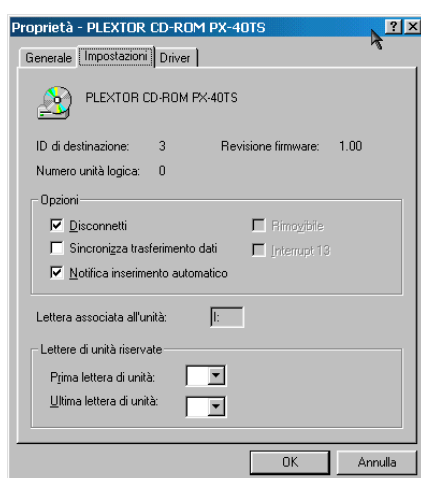 Proprietà - PLEXTOR CD-ROM PX-40TS
Generale Impostazioni Driver
PLEXTOR CD-ROM PX-40TS
ID di destinazione: 3 Revisione firmware: 1.00
Numero unità logica: 0
Opzioni
Disconnetti Rimovibile
Sincronizza trasferimento dati Interrupt 13
Notifica inserimento automatico
Lettera associata all'unità: I:
Lettere di unità riservate
Prima lettera di unità:
Ultima lettera di unità:
OK Annulla